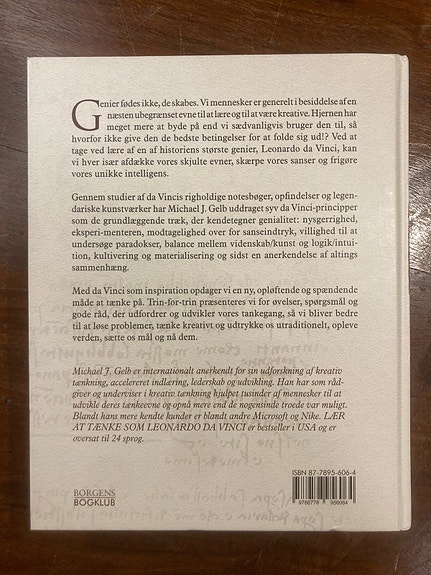 Genier fødes ikke, de skabes. Vi mennesker er generelt i besiddelse af en
næsten ubegrænset evne til at lære og til at være kreative. Hjernen har
meget mere at byde på end vi sædvanligvis bruger den til, så
hvorfor ikke give den de bedste betingelser for at folde sig ud!? Ved at
tage ved lære af en af historiens største genier, Leonardo da Vinci, kan
vi hver især afdække vores skjulte evner, skærpe vores sanser og frigøre
vores unikke intelligens.
Gennem studier af da Vincis righoldige notesbøger, opfindelser og legen-
dariske kunstværker har Michael J. Gelb uddraget syv da Vinci-principper
som de grundlæggende træk, der kendetegner genialitet: nysgerrighed,
eksperi-menteren, modtagelighed over for sanseindtryk, villighed til at
undersøge paradokser, balance mellem videnskab/kunst og logik/intui-
tion, kultivering og materialisering og sidst en anerkendelse af altings
sammenhæng.
Med da Vinci som inspiration opdager vi en ny, opløftende og spændende
måde at tænke på. Trin-for-trin præsenteres vi for øvelser, spørgsmål og
gode råd, der udfordrer og udvikler vores tankegang, så vi bliver bedre
til at løse problemer, tænke kreativt og udtrykke os utraditionelt, opleve
verden, sætte os mål og nå dem.
Michael J. Gelb er internationalt anerkendt for sin udforskning af kreativ
tænkning, accelereret indlæring, lederskab og udvikling. Han har som råd-
giver og underviser i kreativ tænkning hjulpet tusinder af mennesker til at
udvikle deres tænkeevne og opnå mere end de nogensinde troede var muligt.
Blandt hans mere kendte kunder er blandt andre Microsoft og Nike. LÆR
AT TÆNKE SOM LEONARDO DA VINCI er bestseller i USA og er
oversat til 24 sprog.
ISBN 87-7895-606-4
9 788778 956064
BORGENS
BOGKLUB